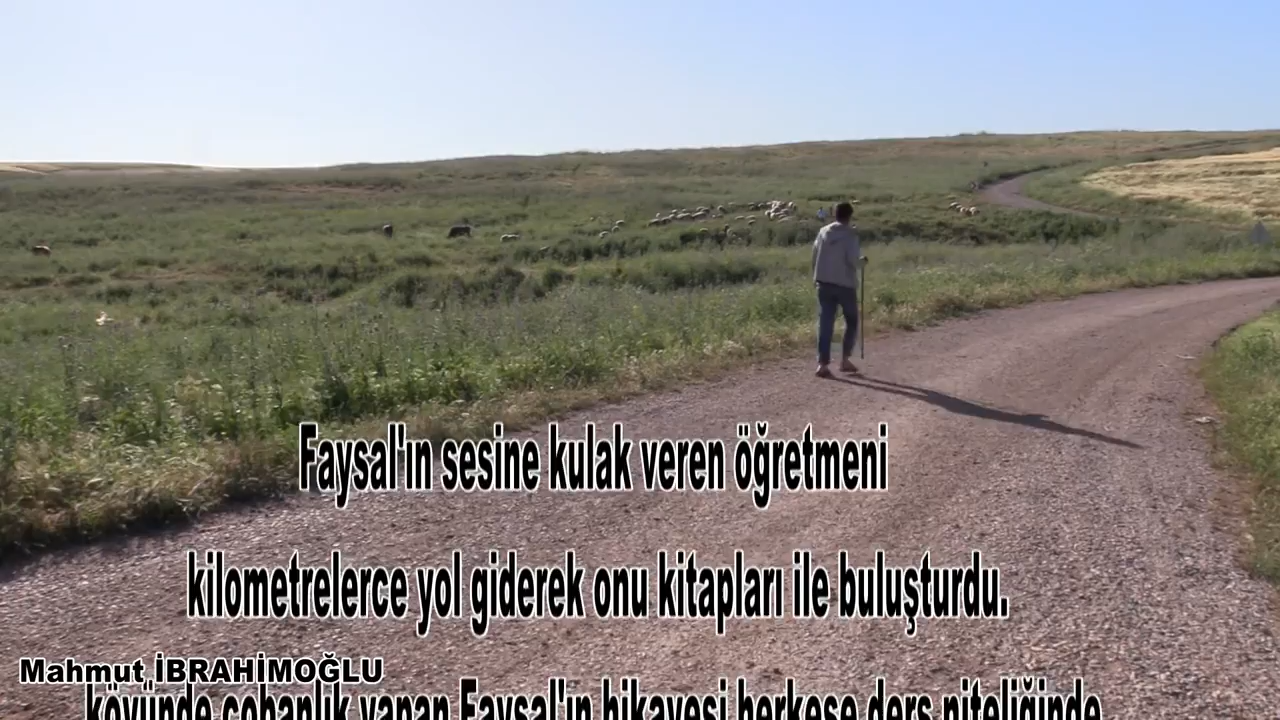 Faysal'ın sesine kulak veren öğretmeni
kilometrelerce yol giderek onu kitapları ile buluşturdu.
Mahmut İBRAHİMOĞLU
köyünde çobanlık yapan Faysal'ın hikayesi herkese ders niteliğinde